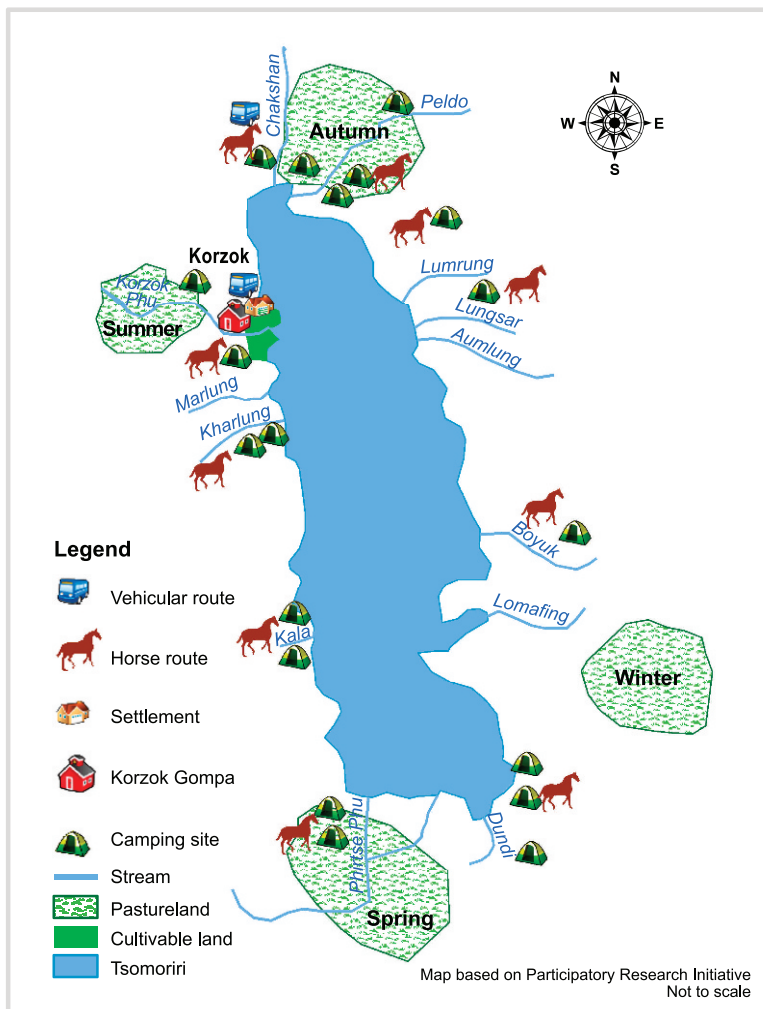 Chakshan
Peldo
Autumn
N
W
E
S
Korzok
Korzok
Phu
Summer
Lumrung
Lungsar
Aumlung
Marlung
Kharlung
Boyuk
Lomafing
Kala
Winter
Phirtse Phu
Dundi
Spring
Legend
Vehicular route
Horse route
Settlement
Korzok Gompa
Camping site
Stream
Pastureland
Cultivable land
Tsomoriri
Map based on Participatory Research Initiative
Not to scale